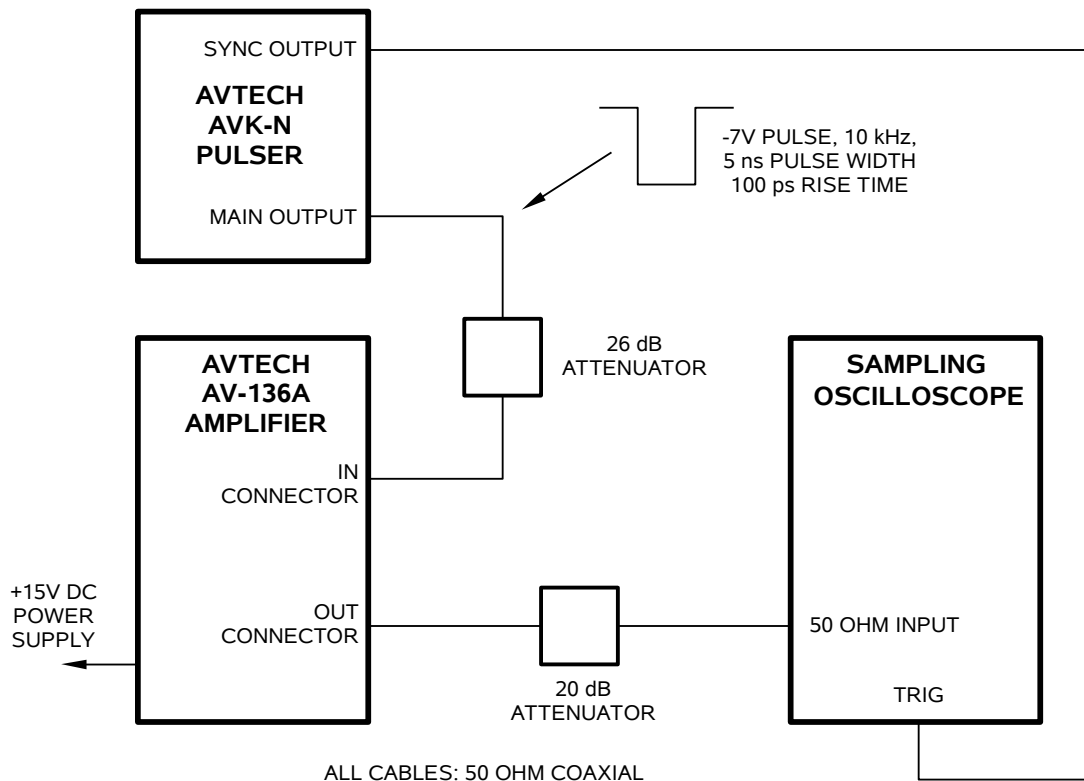 SYNC OUTPUT
AVTECH
AVK-N
PULSER
MAIN OUTPUT
-7V PULSE, 10 kHz,
5 ns PULSE WIDTH
100 ps RISE TIME
26 dB
ATTENUATOR
AVTECH
AV-136A
AMPLIFIER
IN
CONNECTOR
OUT
CONNECTOR
+15V DC
POWER
SUPPLY
20 dB
ATTENUATOR
SAMPLING
OSCILLOSCOPE
50 OHM INPUT
TRIG
ALL CABLES: 50 OHM COAXIAL